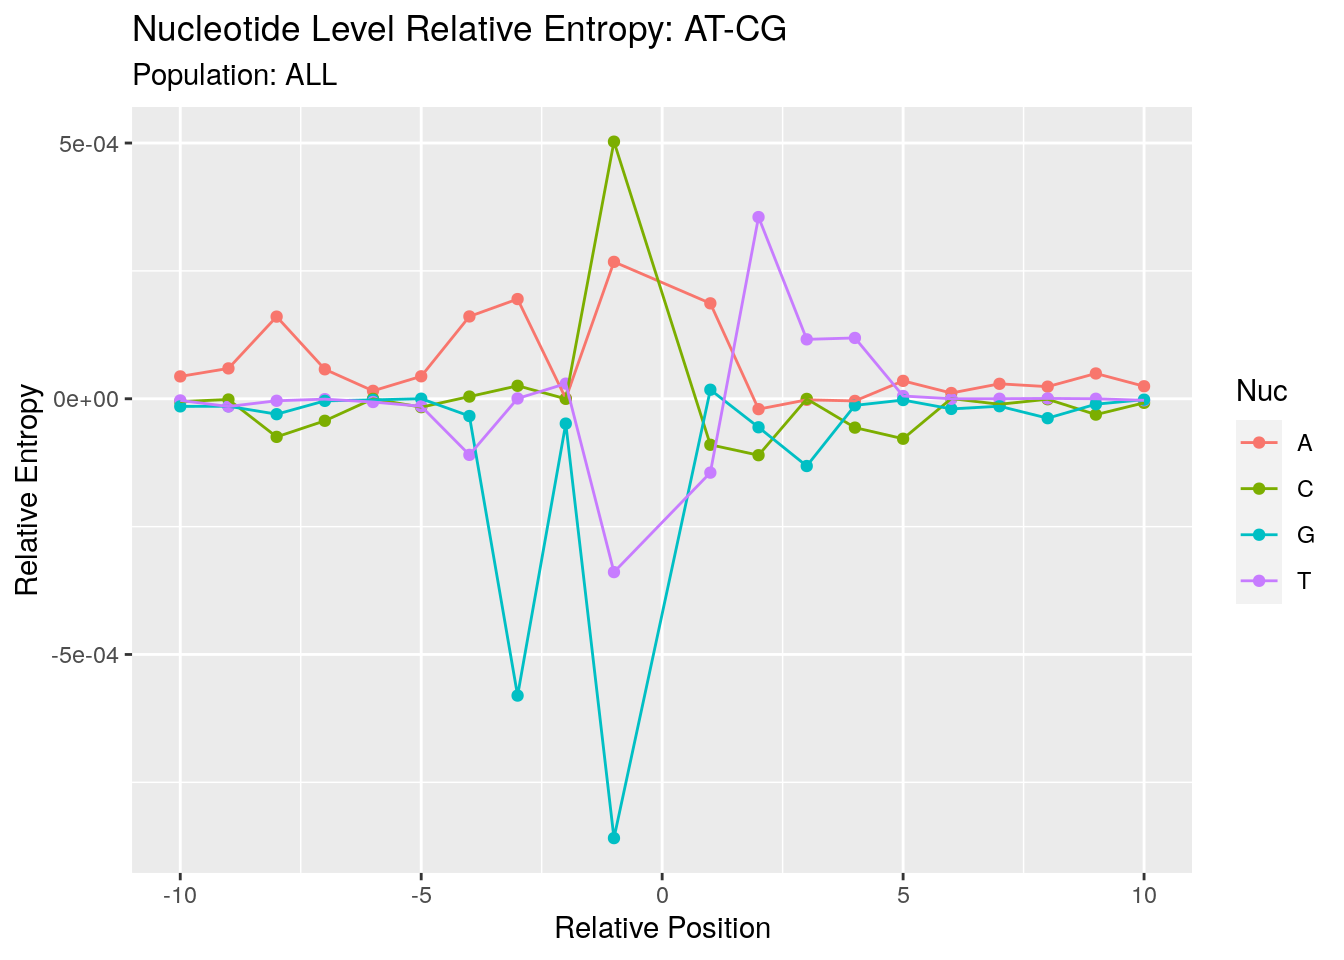 Nucleotide Level Relative Entropy: AT-CG
Population: ALL
5e-04
0e+00
-5e-04
Relative Entropy
-10
-5
0
5
10
Relative Position
Nuc
A
C
G
T